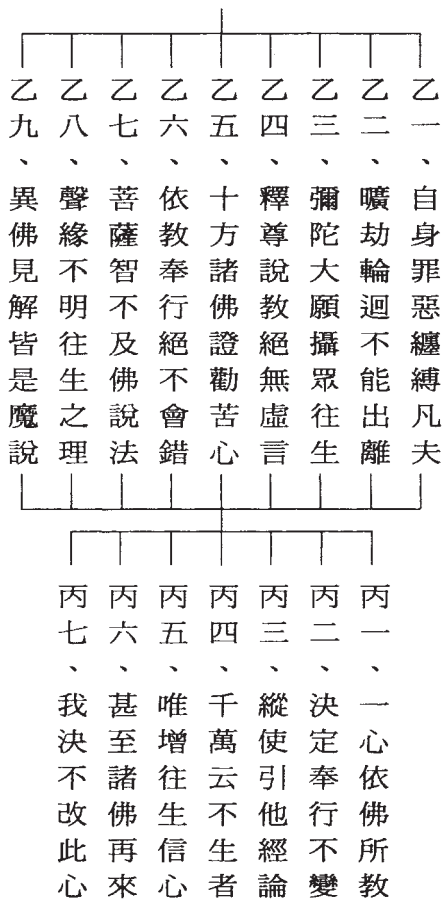 乙一、自身罪惡纏縛凡夫
乙二、曠劫輪迴不能出離
乙三、彌陀大願攝眾往生
乙四、釋尊說教絕無虛言
乙五、十方諸佛證勸苦心
乙六、依教奉行絕不會錯
乙七、菩薩智不及佛說法
乙八、聲緣不明往生之理
乙九、異佛見解皆是魔說
丙一、一心依佛所教
丙二、決定奉行不變
丙三、縱使引他經論
丙四、千萬云不生者
丙五、唯增往生信心
丙六、甚至諸佛再來
丙七、我決不改此心